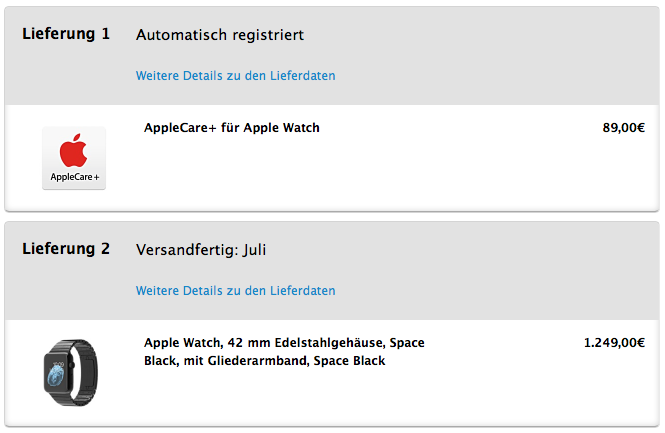 Lieferung 1 Automatisch registriert
Weitere Details zu den Lieferdaten
AppleCare+ für Apple Watch 89,00€
AppleCare+
Lieferung 2 Versandfertig: Juli
Weitere Details zu den Lieferdaten
Apple Watch, 42 mm Edelstahlgehäuse, Space 1.249,00€
Black, mit Gliederarmband, Space Black